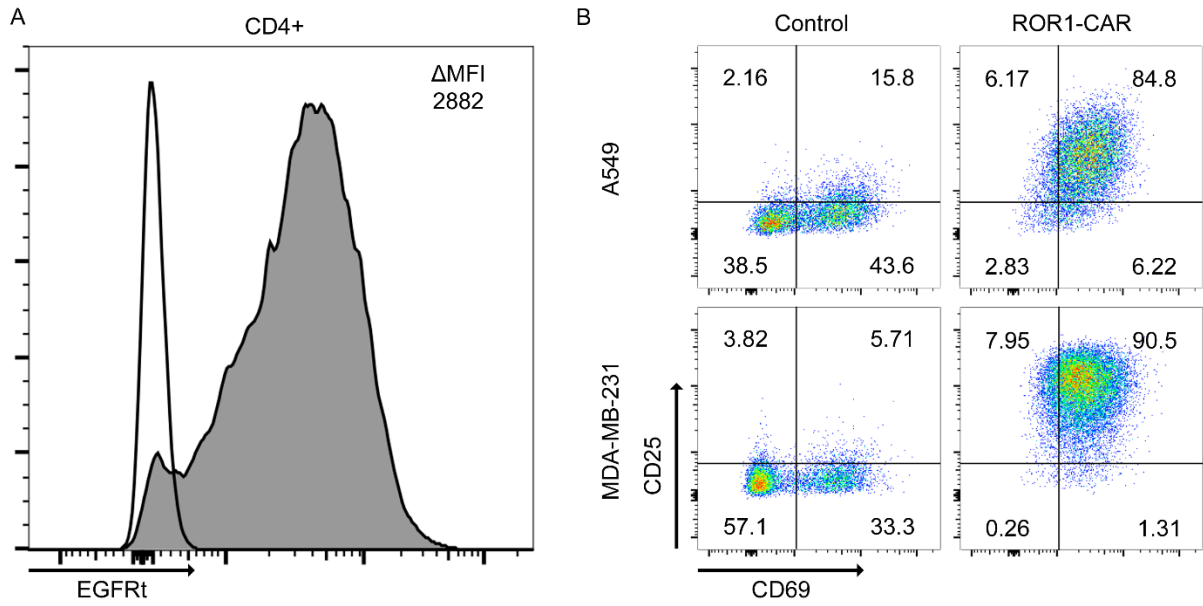 A
CD4+
ΔMFI
2882
EGFRt
B
Control
ROR1-CAR
A549
2.16
15.8
6.17
84.8
38.5
43.6
2.83
6.22
MDA-MB-231
CD25
3.82
5.71
7.95
90.5
57.1
33.3
0.26
1.31
CD69